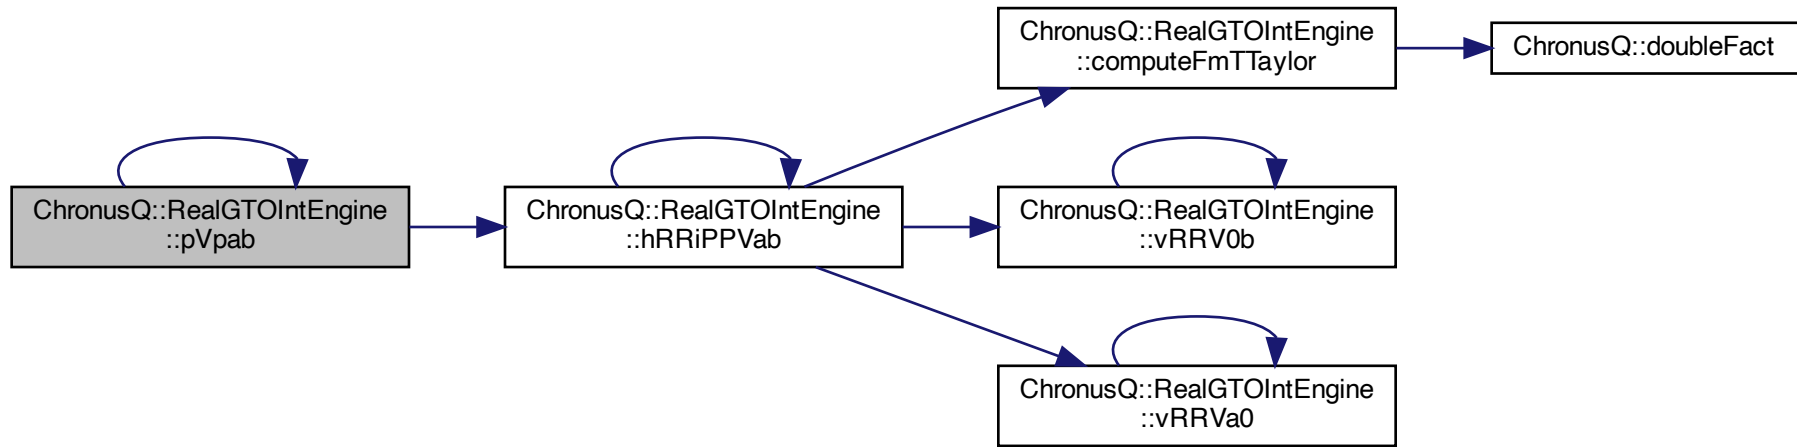 ChronusQ::RealGTOIntEngine
::pVpab
ChronusQ::RealGTOIntEngine
::hRRiPPVab
ChronusQ::RealGTOIntEngine
::computeFmTTaylor
ChronusQ::doubleFact
ChronusQ::RealGTOIntEngine
::vRRV0b
ChronusQ::RealGTOIntEngine
::vRRVa0